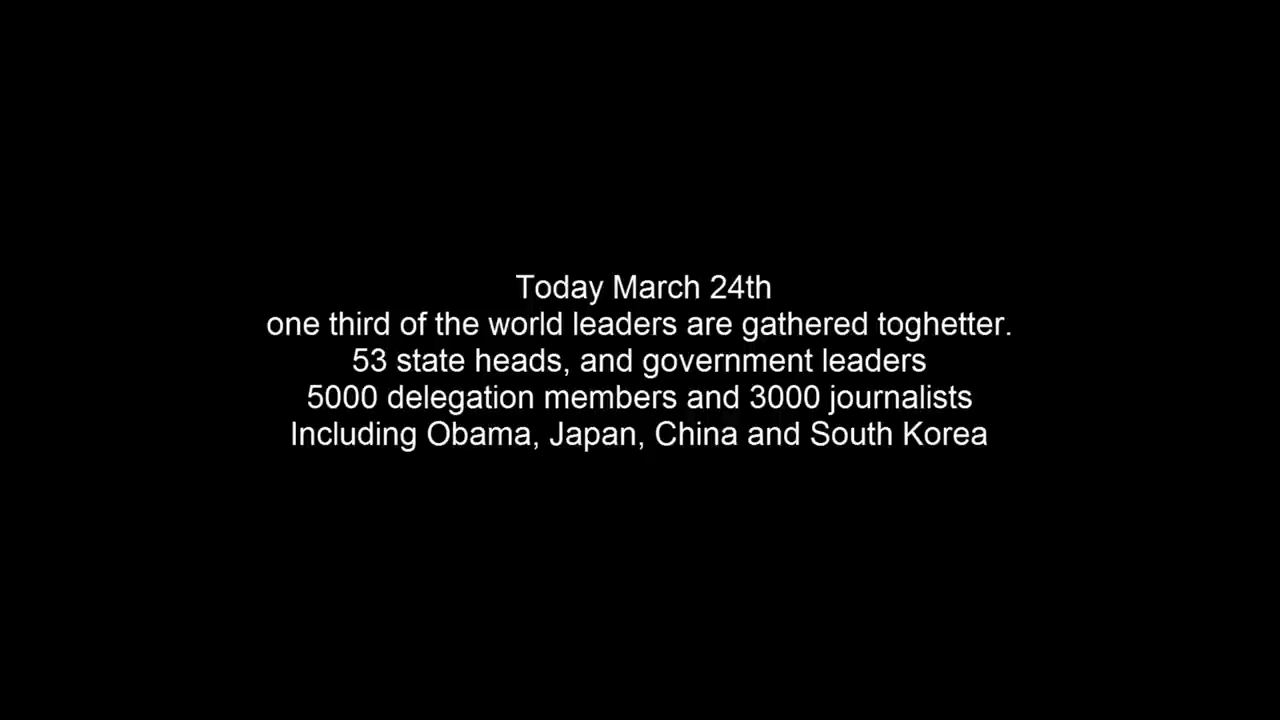 Today March 24th
one third of the world leaders are gathered toghetter.
53 state heads, and government leaders
5000 delegation members and 3000 journalists
Including Obama, Japan, China and South Korea